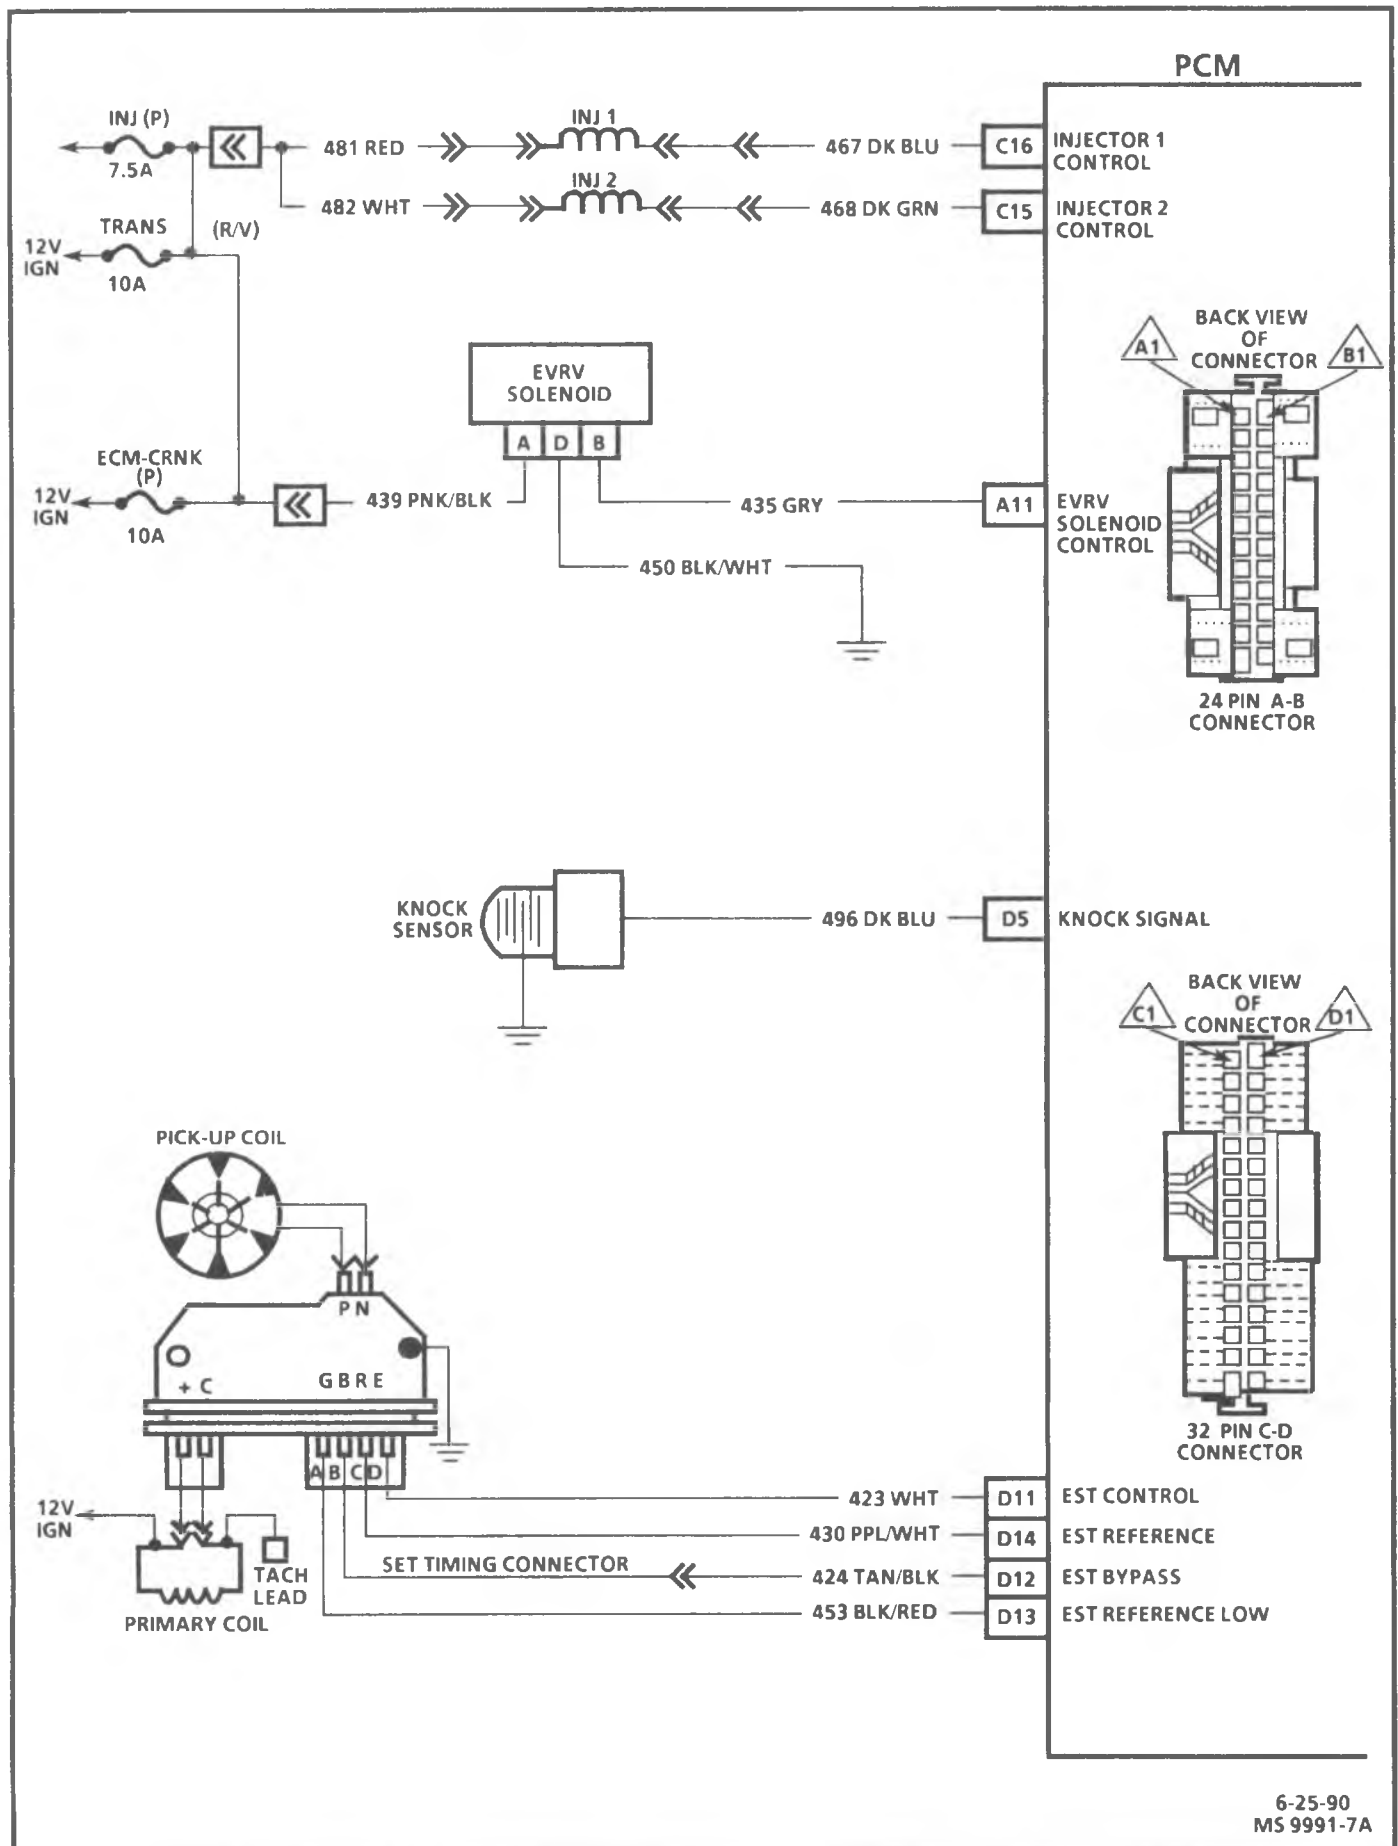 PCM
INJ (P)
7.5A
481 RED
INJ 1
467 DK BLU
C16
INJECTOR 1
CONTROL
482 WHT
INJ 2
468 DK GRN
C15
INJECTOR 2
CONTROL
TRANS
(R/V)
12V
IGN
10A
EVRV
SOLENOID
A D B
ECM-CRNK
(P)
12V
IGN
10A
439 PNK/BLK
435 GRY
A11
EVRV
SOLENOID
CONTROL
450 BLK/WHT
BACK VIEW
OF
CONNECTOR
A1
B1
24 PIN A-B
CONNECTOR
KNOCK
SENSOR
496 DK BLU
D5
KNOCK SIGNAL
BACK VIEW
OF
CONNECTOR
C1
D1
32 PIN C-D
CONNECTOR
PICK-UP COIL
P N
+ C
G B R E
A B C D
12V
IGN
TACH
LEAD
PRIMARY COIL
423 WHT
D11
EST CONTROL
430 PPL/WHT
D14
EST REFERENCE
SET TIMING CONNECTOR
424 TAN/BLK
D12
EST BYPASS
453 BLK/RED
D13
EST REFERENCE LOW
6-25-90
MS 9991-7A